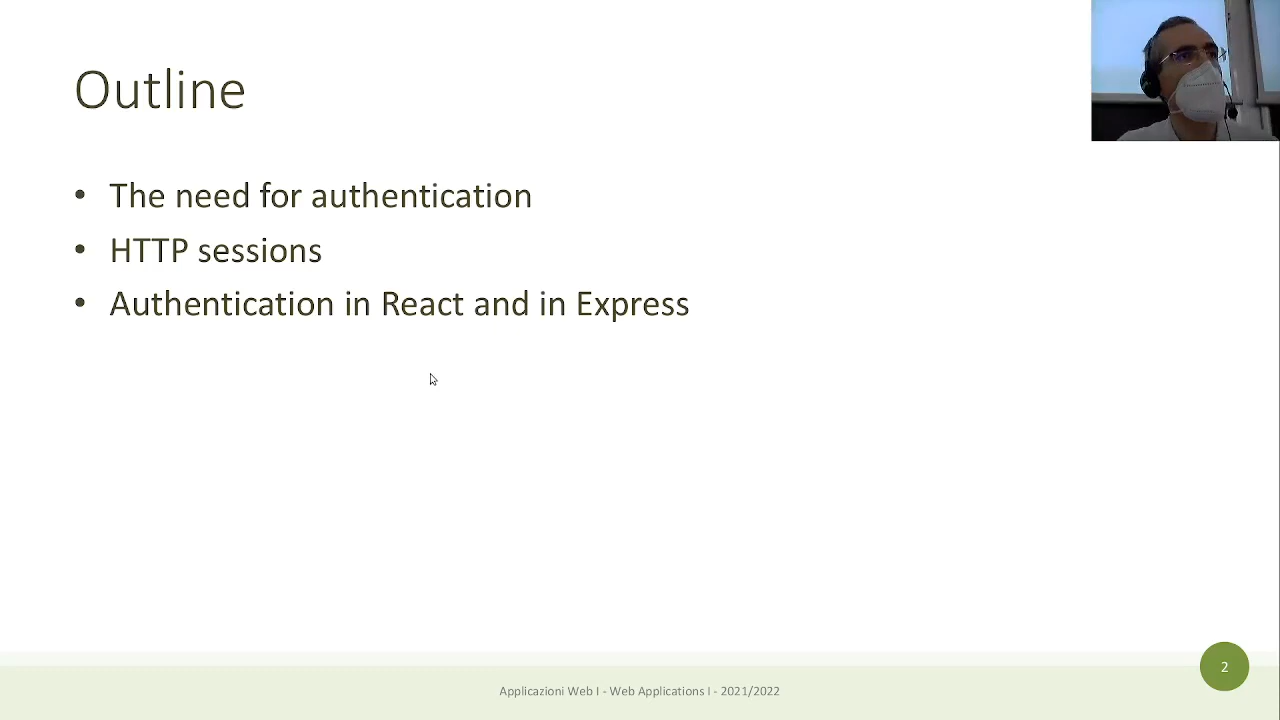 Outline
• The need for authentication
• HTTP sessions
• Authentication in React and in Express
Applicazioni Web I - Web Applications I - 2021/2022
2